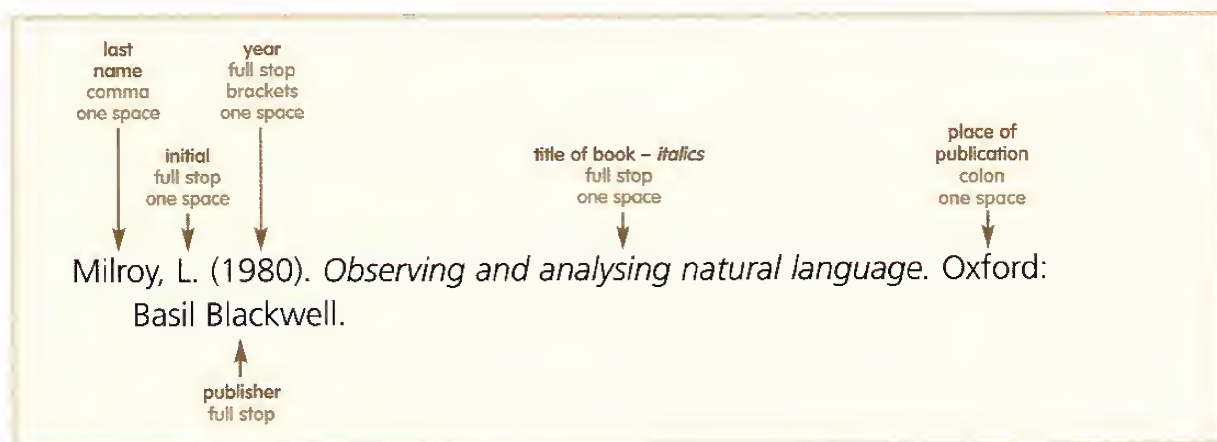 last
name
comma
one space
year
full stop
brackets
one space
initial
full stop
one space
title of book – italics
full stop
one space
place of
publication
colon
one space
Milroy, L. (1980). Observing and analysing natural language. Oxford:
Basil Blackwell.
publisher
full stop